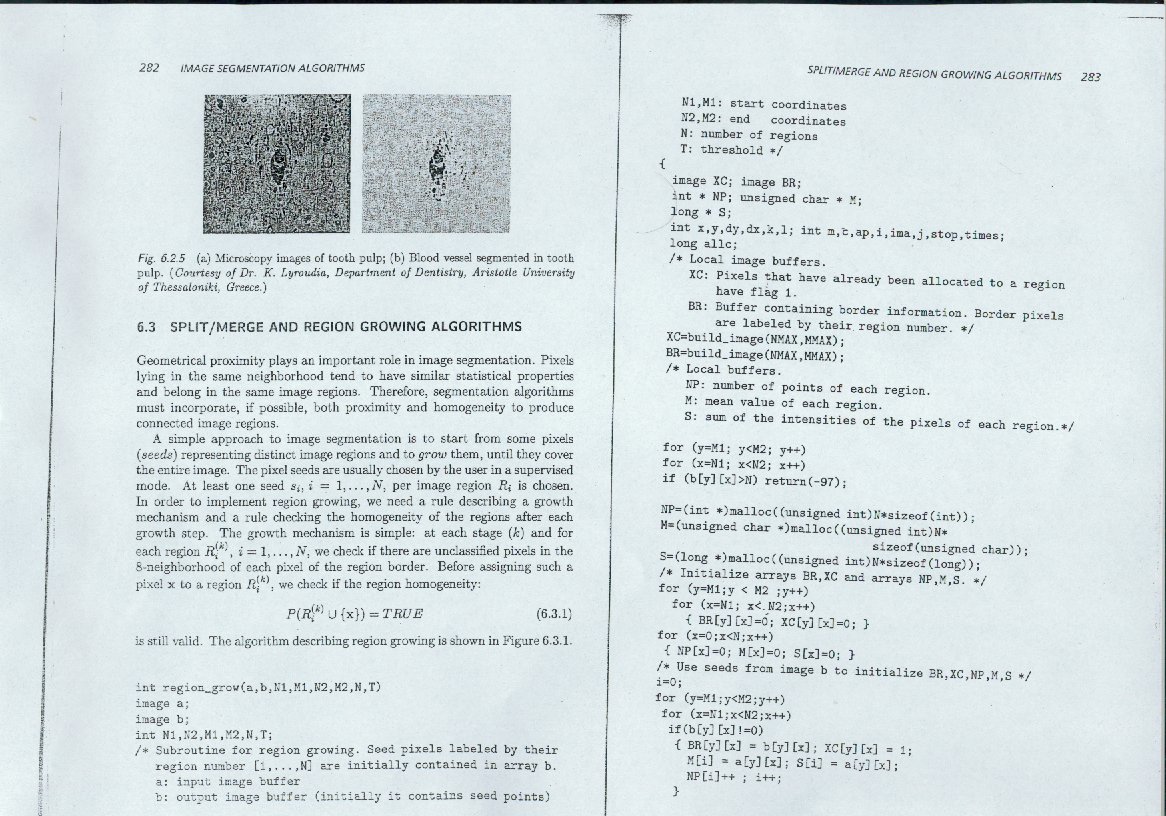 282 IMAGE SEGMENTATION ALGORITHMS
Fig. 6.2.5 (a) Microscopy images of tooth pulp; (b) Blood vessel segmented in tooth
pulp. (Courtesy of Dr. K. Lyroudia, Department of Dentistry, Aristotle University
of Thessaloniki, Greece.)
6.3 SPLIT/MERGE AND REGION GROWING ALGORITHMS
Geometrical proximity plays an important role in image segmentation. Pixels
lying in the same neighborhood tend to have similar statistical properties
and belong in the same image regions. Therefore, segmentation algorithms
must incorporate, if possible, both proximity and homogeneity to produce
connected image regions.
A simple approach to image segmentation is to start from some pixels
(seeds) representing distinct image regions and to grow them, until they cover
the entire image. The pixel seeds are usually chosen by the user in a supervised
mode. At least one seed s_i, i = 1,...,N, per image region R_i is chosen.
In order to implement region growing, we need a rule describing a growth
mechanism and a rule checking the homogeneity of the regions after each
growth step. The growth mechanism is simple: at each stage (k) and for
each region R_i^(k), i = 1,...,N, we check if there are unclassified pixels in the
8-neighborhood of each pixel of the region border. Before assigning such a
pixel x to a region R_i^(k), we check if the region homogeneity:
P(R_i^(k) ∪ {x}) = TRUE (6.3.1)
is still valid. The algorithm describing region growing is shown in Figure 6.3.1.
int region_grow(a,b,N1,M1,N2,M2,N,T)
image a;
image b;
int N1,N2,M1,M2,N,T;
/* Subroutine for region growing. Seed pixels labeled by their
region number [1,...,N] are initially contained in array b.
a: input image buffer
b: output image buffer (initially it contains seed points)
SPLIT/MERGE AND REGION GROWING ALGORITHMS 283
N1,M1: start coordinates
N2,M2: end coordinates
N: number of regions
T: threshold */
{
image XC; image BR;
int * NP; unsigned char * M;
long * S;
int x,y,dy,dx,k,l; int m,t,ap,i,ima,j,stop,times;
long allc;
/* Local image buffers.
XC: Pixels that have already been allocated to a region
have flag 1.
BR: Buffer containing border information. Border pixels
are labeled by their region number. */
XC=build_image(NMAX,MMAX);
BR=build_image(NMAX,MMAX);
/* Local buffers.
NP: number of points of each region.
M: mean value of each region.
S: sum of the intensities of the pixels of each region.*/
for (y=M1; y<M2; y++)
for (x=N1; x<N2; x++)
if (b[y][x]>N) return(-97);
NP=(int *)malloc((unsigned int)N*sizeof(int));
M=(unsigned char *)malloc((unsigned int)N*
sizeof(unsigned char));
S=(long *)malloc((unsigned int)N*sizeof(long));
/* Initialize arrays BR,XC and arrays NP,M,S. */
for (y=M1;y < M2 ;y++)
for (x=N1; x< N2;x++)
{ BR[y][x]=0; XC[y][x]=0; }
for (x=0;x<N;x++)
{ NP[x]=0; M[x]=0; S[x]=0; }
/* Use seeds from image b to initialize BR,XC,NP,M,S */
i=0;
for (y=M1;y<M2;y++)
for (x=N1;x<N2;x++)
if(b[y][x]!=0)
{ BR[y][x] = b[y][x]; XC[y][x] = 1;
M[i] = a[y][x]; S[i] = a[y][x];
NP[i]++ ; i++;
}